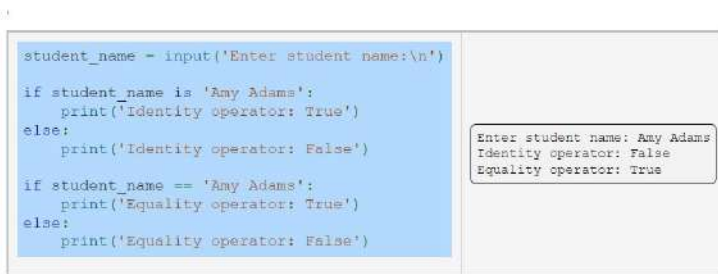 student_name = input('Enter student name:\n')
if student_name is 'Amy Adams':
print('Identity operator: True')
else:
print('Identity operator: False')
if student_name == 'Amy Adams':
print('Equality operator: True')
else:
print('Equality operator: False')
Enter student name: Amy Adams
Identity operator: False
Equality operator: True